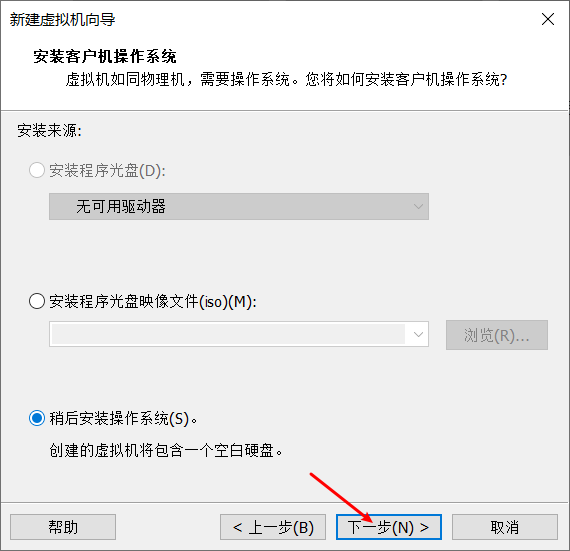 新建虚拟机向导
安装客户机操作系统
虚拟机如同物理机，需要操作系统。您将如何安装客户机操作系统?
安装来源:
安装程序光盘(D):
无可用驱动器
安装程序光盘映像文件(iso)(M):
浏览(R)...
稍后安装操作系统(S)。
创建的虚拟机将包含一个空白硬盘。
帮助
< 上一步(B)
下一步(N) >
取消